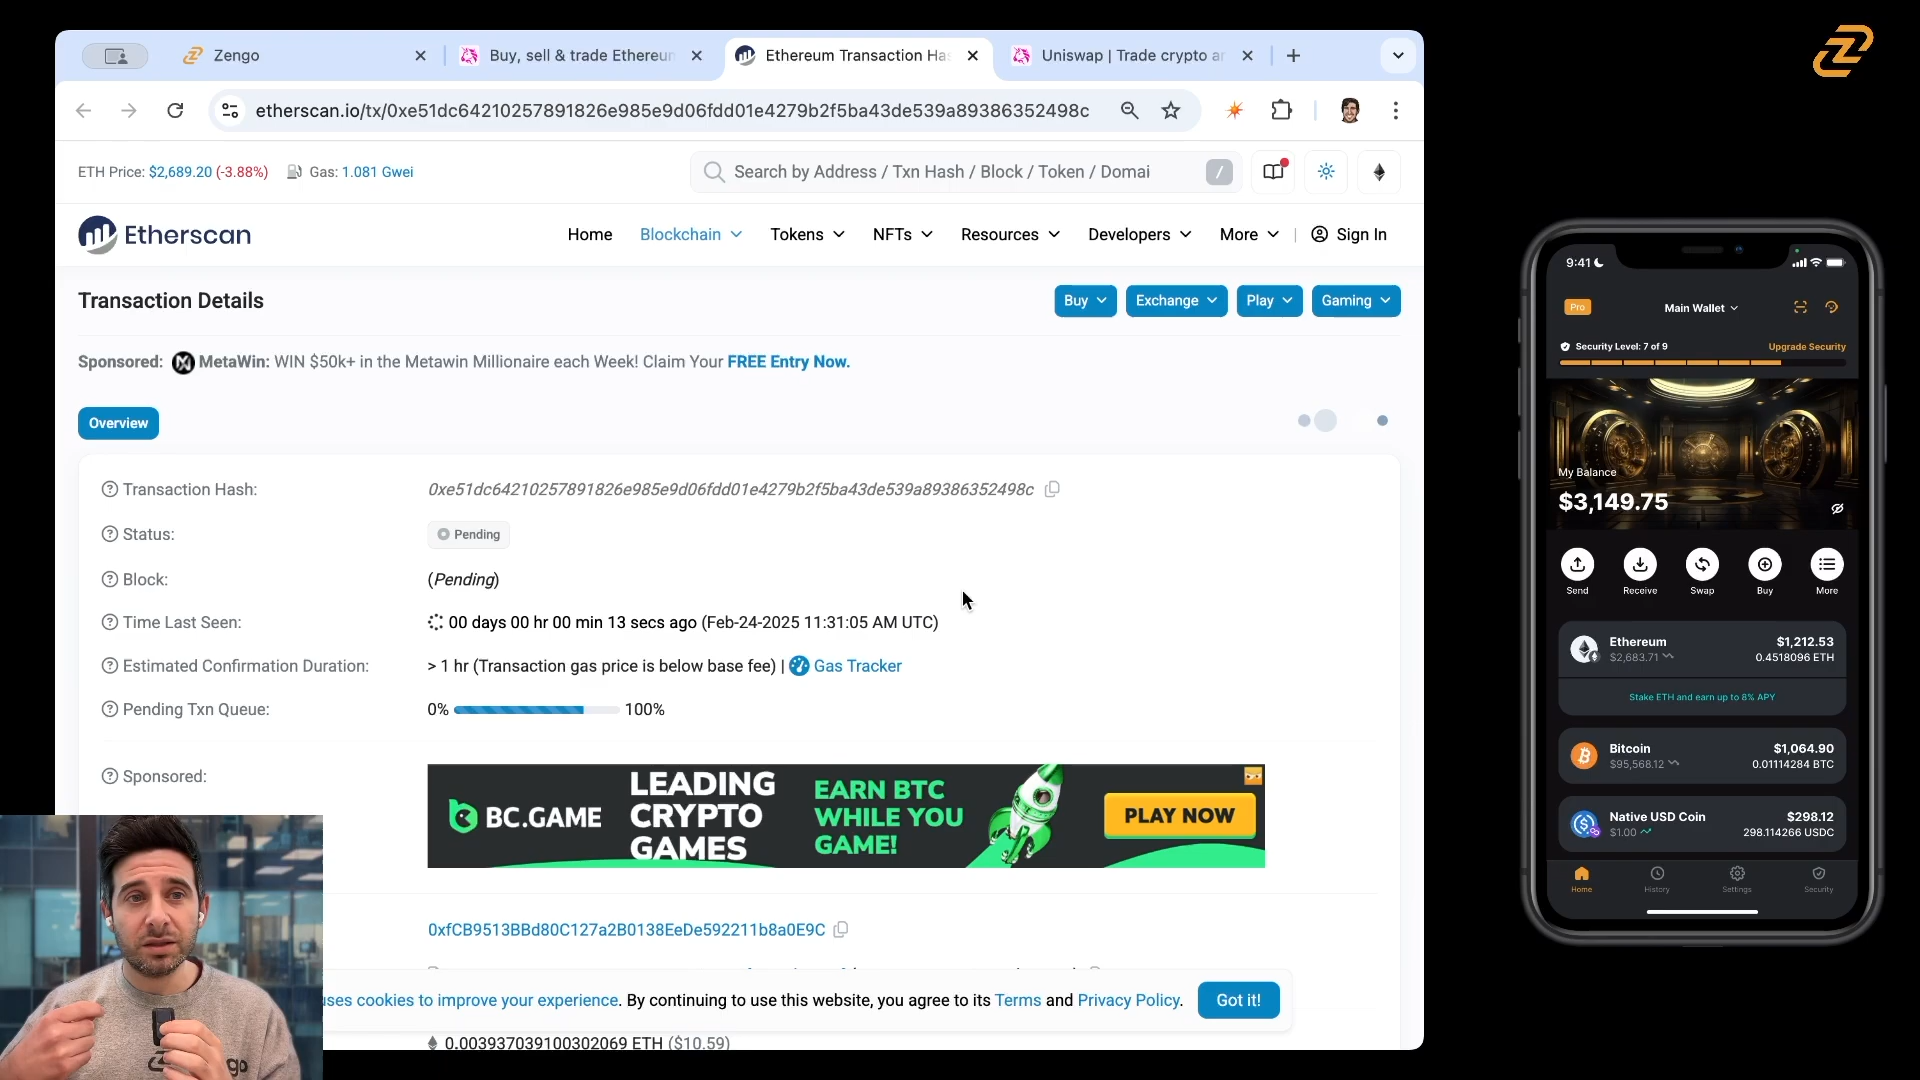 Zengo
Buy, sell & trade Ethereun
Ethereum Transaction Has
Uniswap | Trade crypto ar
etherscan.io/tx/0xe51dc64210257891826e985e9d06fdd01e4279b2f5ba43de539a89386352498c
ETH Price: $2,689.20 (-3.88%) Gas: 1.081 Gwei
Search by Address / Txn Hash / Block / Token / Domai
/
Etherscan
Home Blockchain Tokens NFTs Resources Developers More | Sign In
Transaction Details
Buy Exchange Play Gaming
Sponsored: MetaWin: WIN $50k+ in the Metawin Millionaire each Week! Claim Your FREE Entry Now.
Overview
Transaction Hash: 0xe51dc64210257891826e985e9d06fdd01e4279b2f5ba43de539a89386352498c
Status: Pending
Block: (Pending)
Time Last Seen: 00 days 00 hr 00 min 13 secs ago (Feb-24-2025 11:31:05 AM UTC)
Estimated Confirmation Duration: > 1 hr (Transaction gas price is below base fee) | Gas Tracker
Pending Txn Queue: 0% 100%
Sponsored:
BC.GAME
LEADING
CRYPTO
GAMES
EARN BTC
WHILE YOU
GAME!
PLAY NOW
0xfCB9513BBd80C127a2B0138EeDe592211b8a0E9C
uses cookies to improve your experience. By continuing to use this website, you agree to its Terms and Privacy Policy. Got it!
0.003937039100302069 ETH ($10.59)
go
9:41
Pro Main Wallet
Security Level: 7 of 9 Upgrade Security
My Balance
$3,149.75
Send Receive Swap Buy More
Ethereum $1,212.53
$2,683.71 0.4518096 ETH
Stake ETH and earn up to 8% APY
Bitcoin $1,064.90
$95,568.12 0.01114284 BTC
Native USD Coin $298.12
$1.00 298.114266 USDC
Home History Settings Security